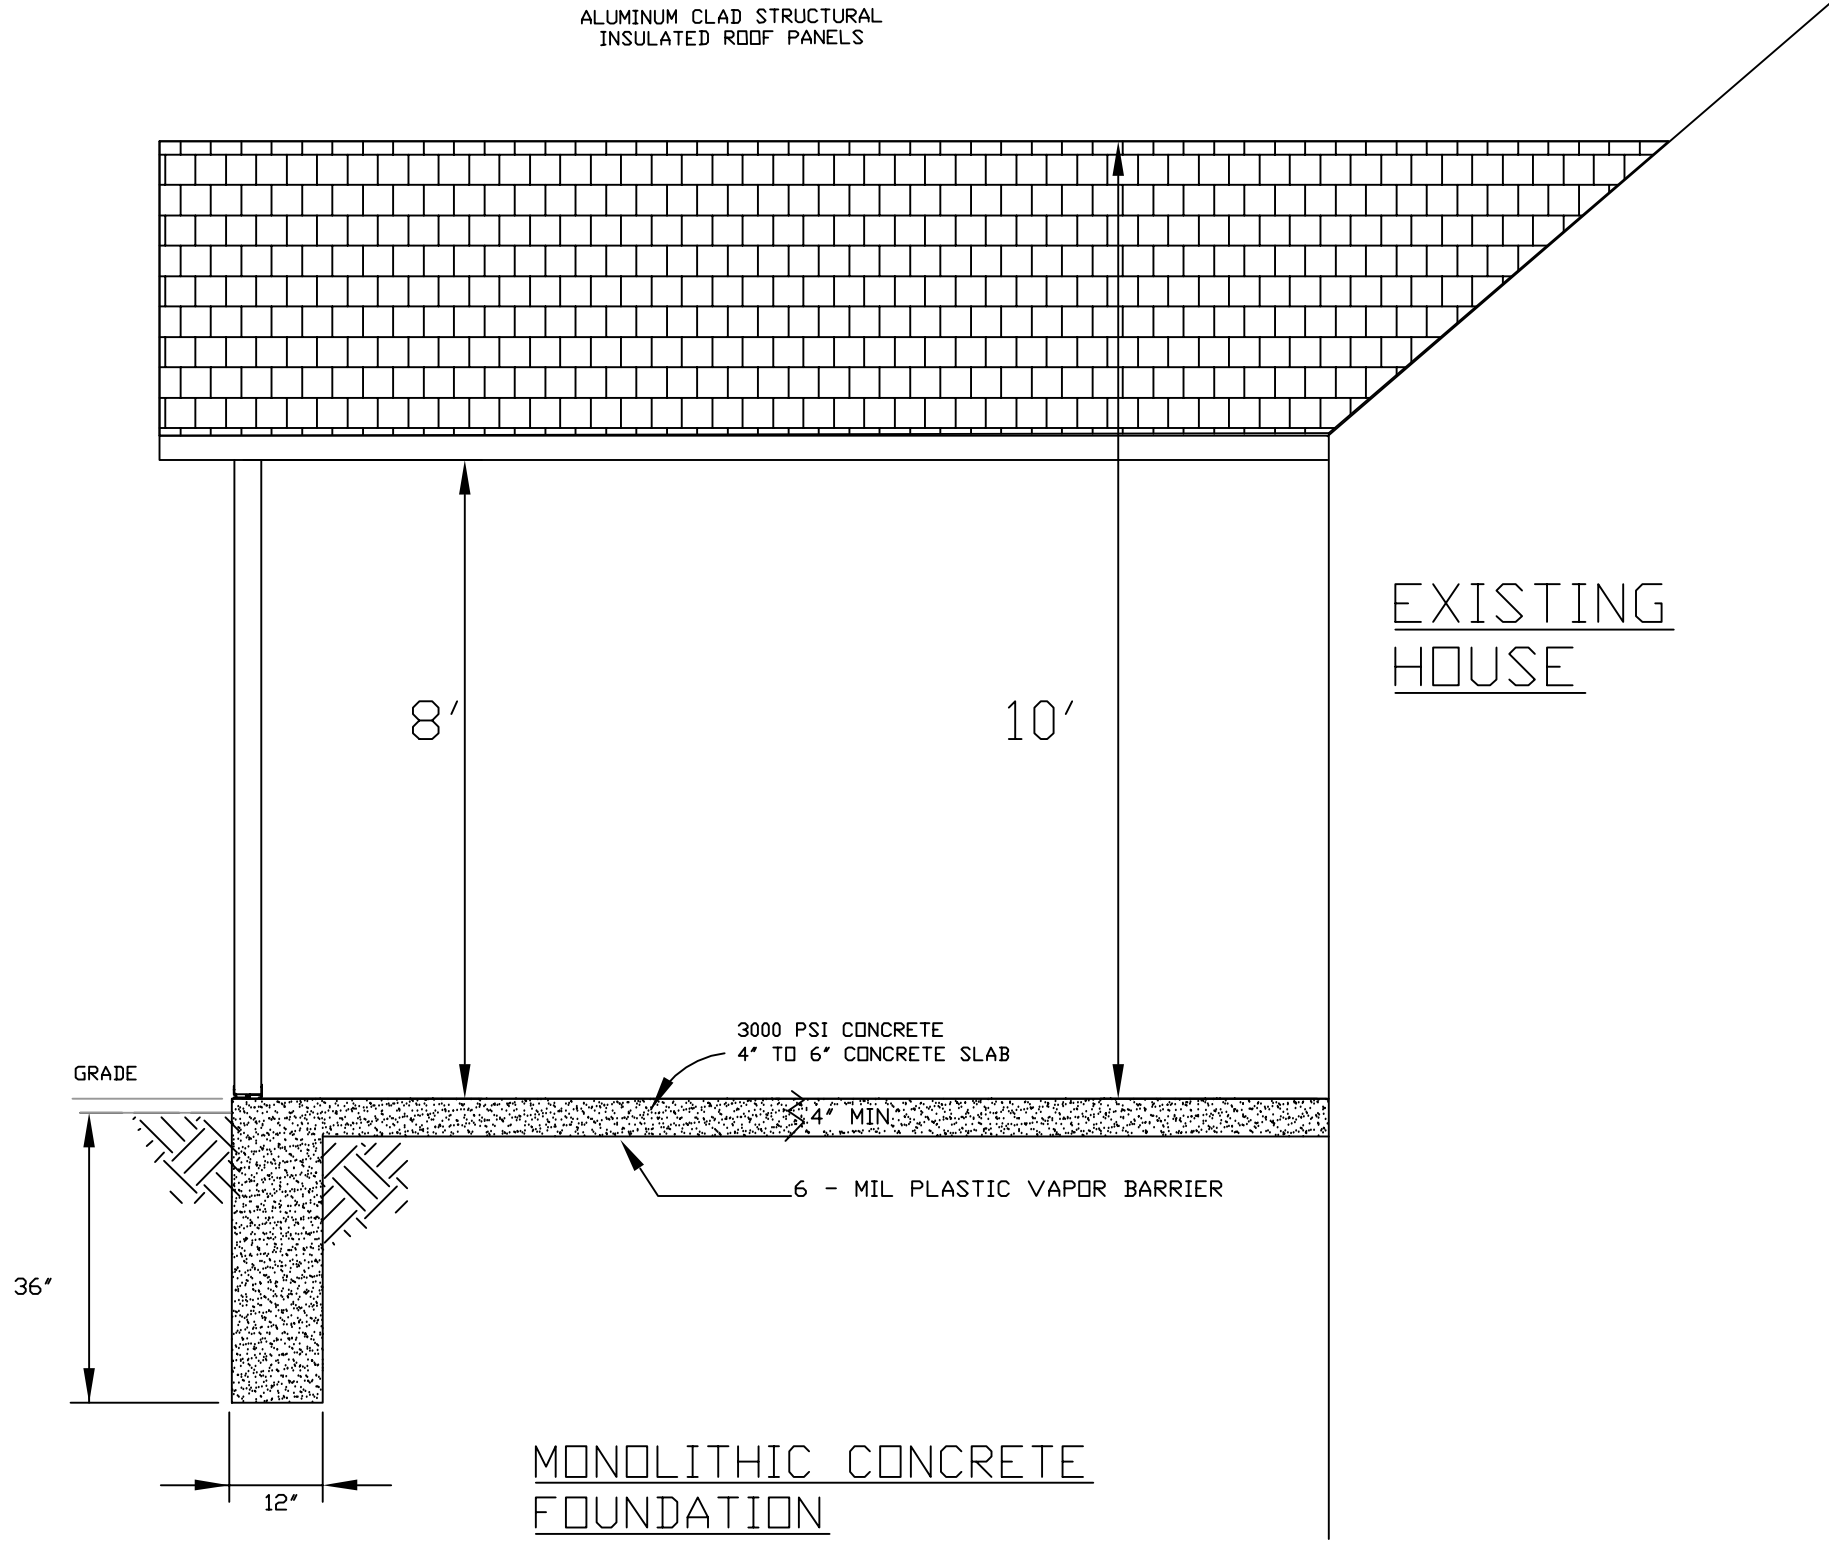 ALUMINUM CLAD STRUCTURAL
INSULATED ROOF PANELS
EXISTING
HOUSE
8'
10'
3000 PSI CONCRETE
4" TO 6" CONCRETE SLAB
GRADE
4" MIN.
6 - MIL PLASTIC VAPOR BARRIER
36"
MONOLITHIC CONCRETE
FOUNDATION
12"